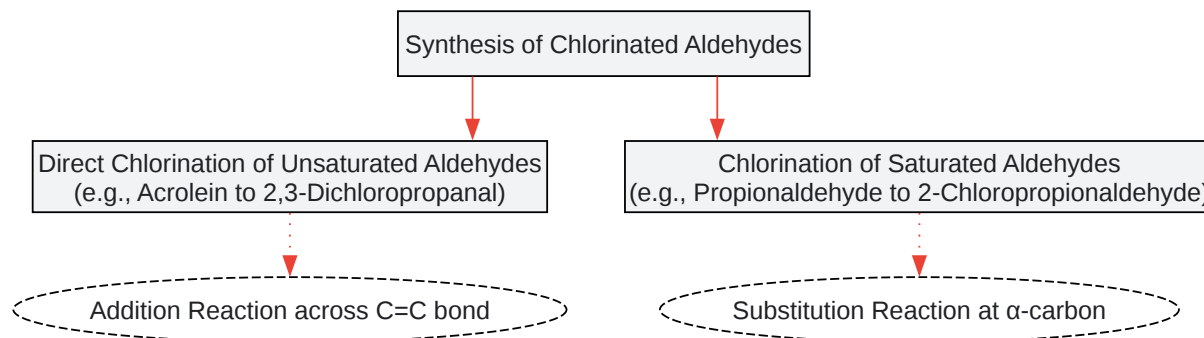 Synthesis of Chlorinated Aldehydes
Direct Chlorination of Unsaturated Aldehydes
(e.g., Acrolein to 2,3-Dichloropropanal)
Chlorination of Saturated Aldehydes
(e.g., Propionaldehyde to 2-Chloropropionaldehyde)
Addition Reaction across C=C bond
Substitution Reaction at α-carbon